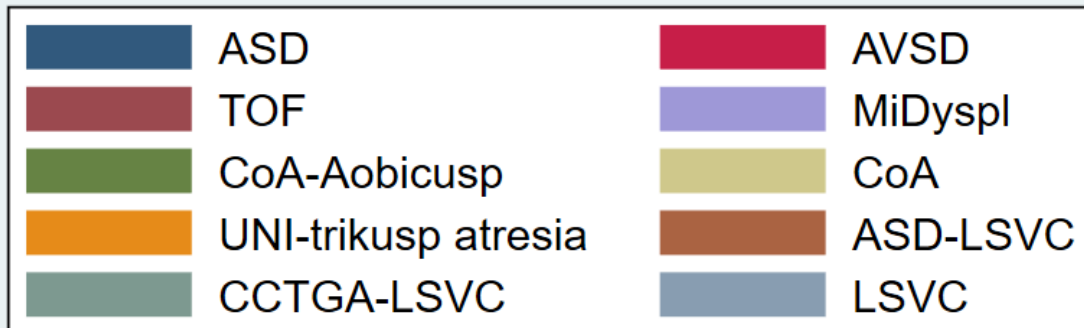 ASD AVSD
TOF MiDyspl
CoA-Aobicusp CoA
UNI-trikusp atresia ASD-LSVC
CCTGA-LSVC LSVC